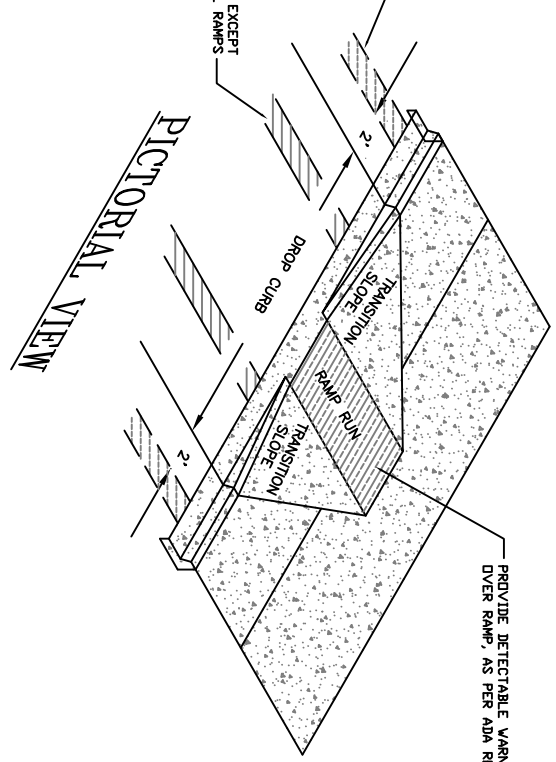 EXCEPT
RAMPS
2'
DROP CURB
2'
TRANSITION
SLOPE
RAMP RUN
TRANSITION
SLOPE
PROVIDE DETECTABLE
OVER RAMP, AS PER ADA
PICTORIAL VIEW